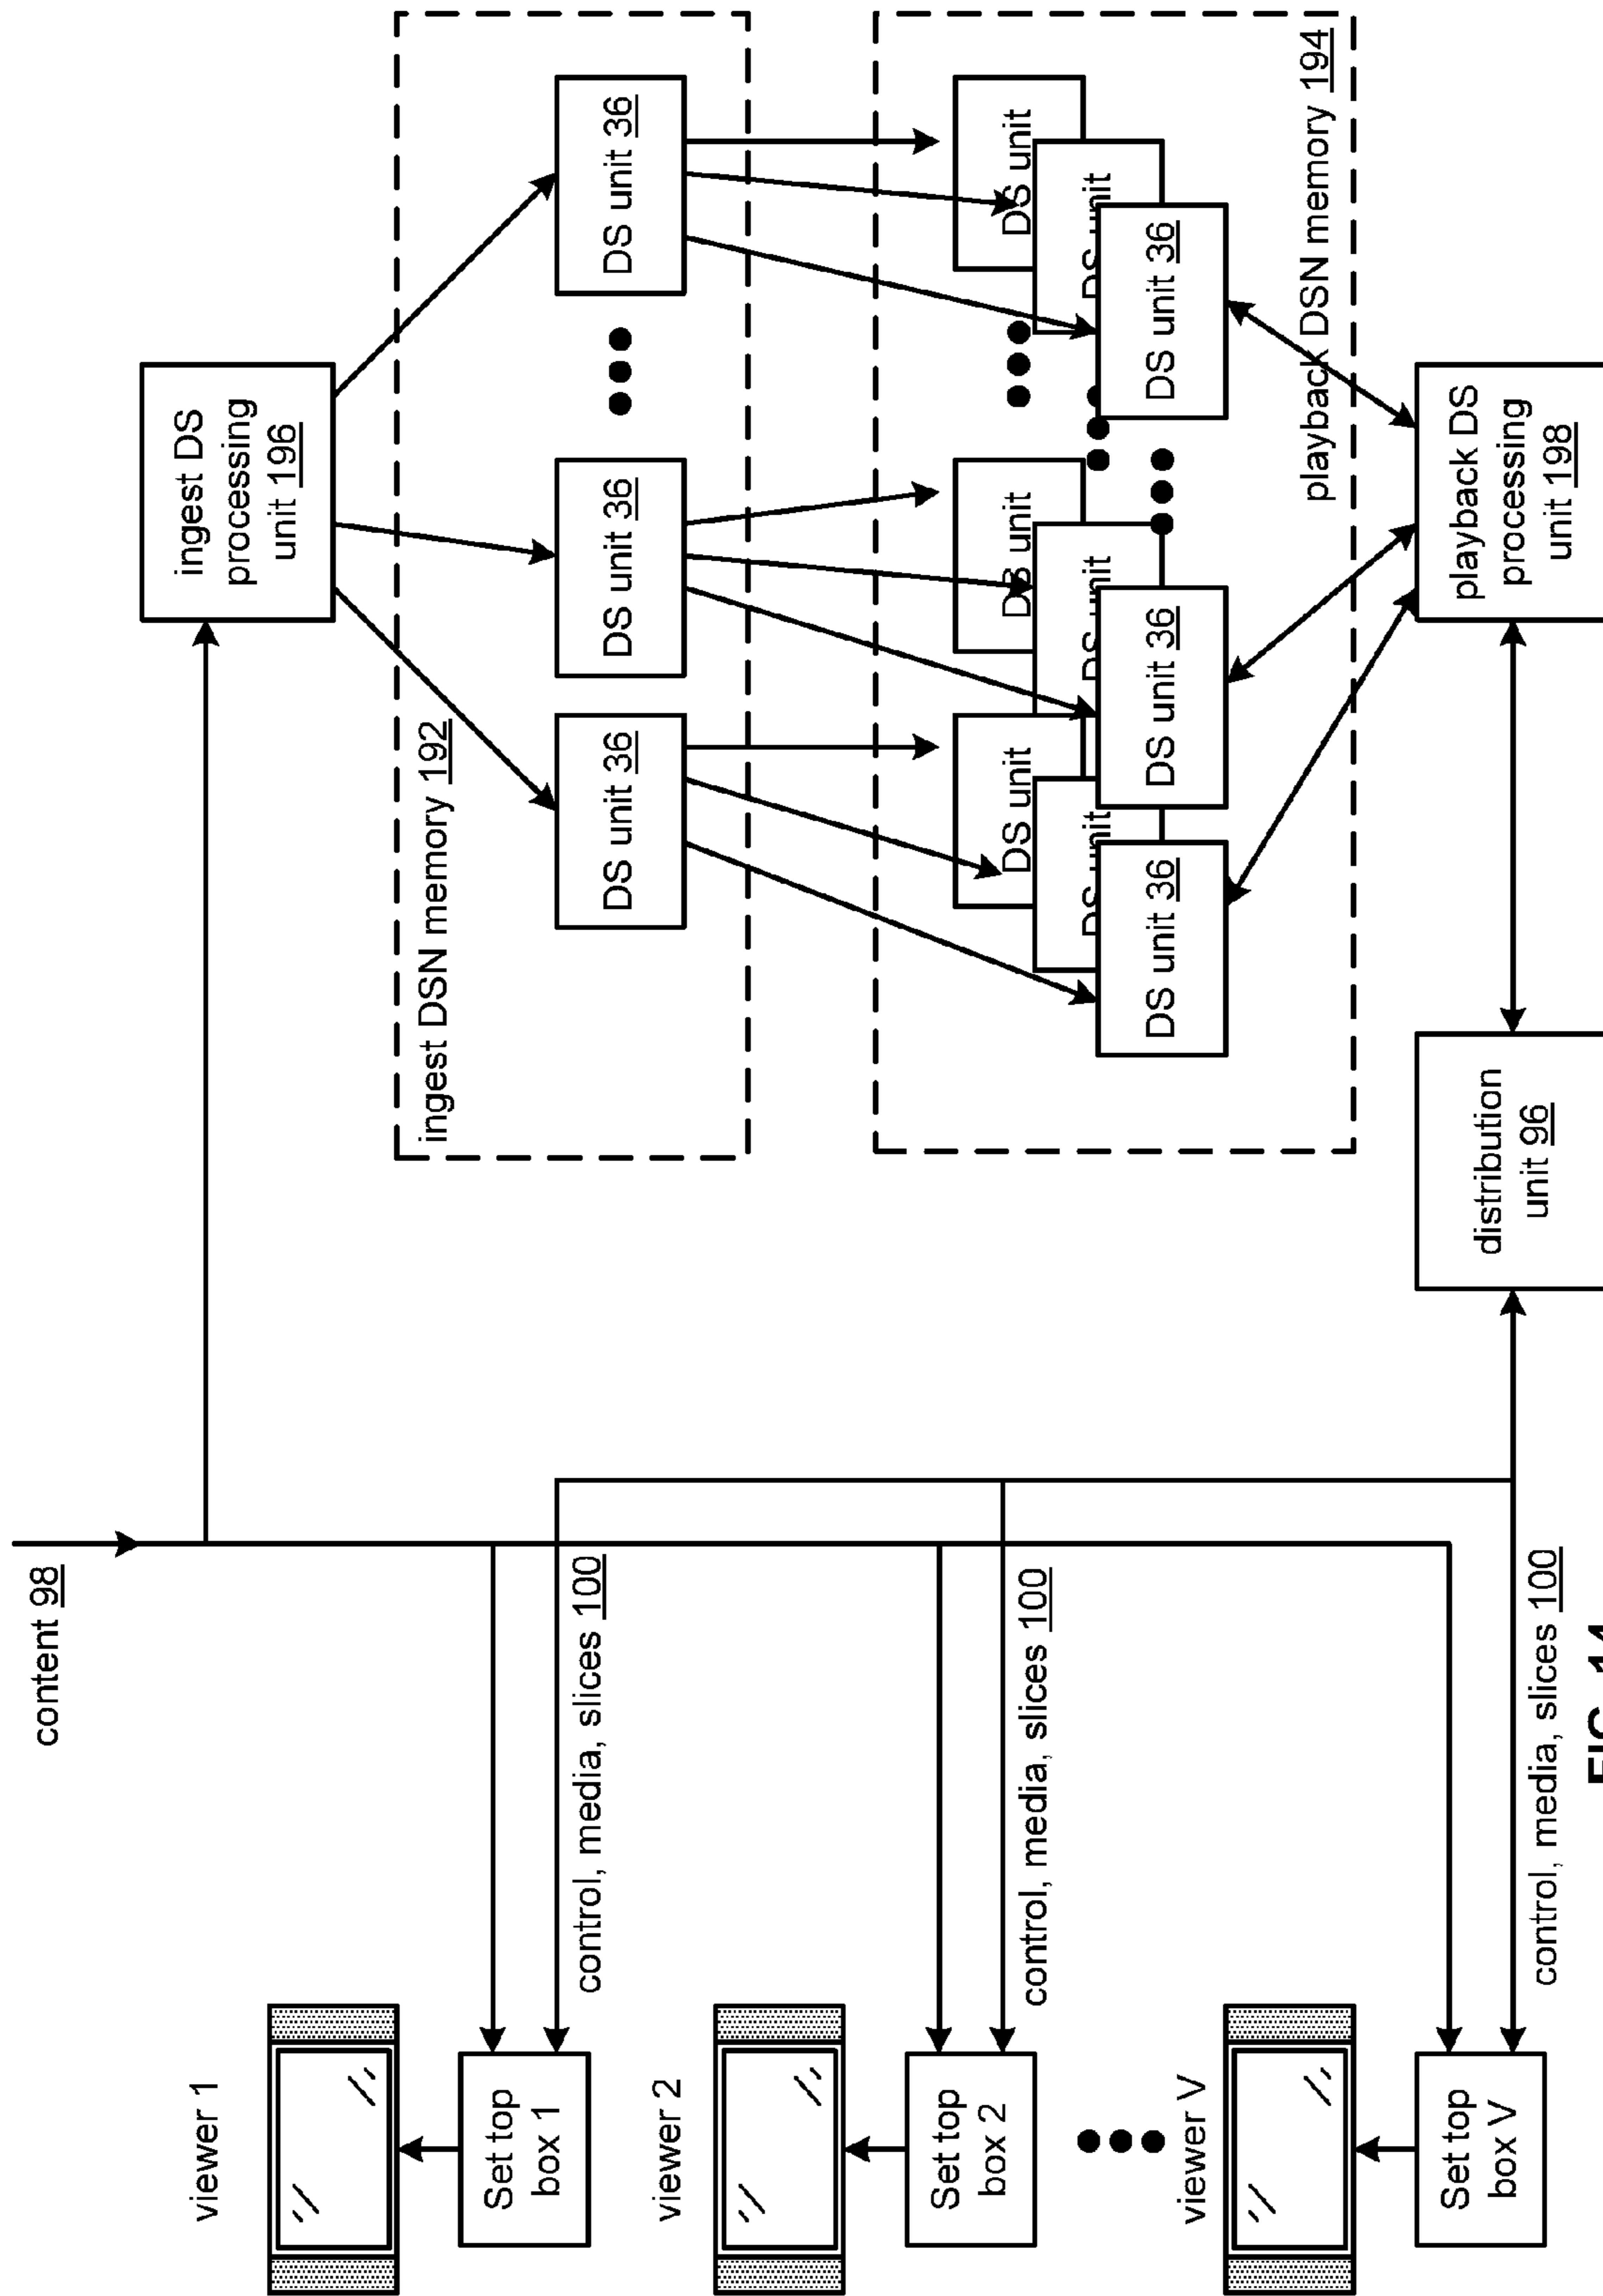 content 98
viewer 1
Set top
box 1
control, media, slices 100
viewer 2
Set top
box 2
control, media, slices 100
viewer V
Set top
box V
control, media, slices 100
ingest DS
processing
unit 196
ingest DSN memory 192
DS unit 36
DS unit 36
DS unit 36
DS unit
DS unit
DS unit
DS unit
DS unit
DS unit
DS unit 36
DS unit 36
DS unit 36
playback DSN memory 194
distribution
unit 96
playback DS
processing
unit 198
FIG. 14